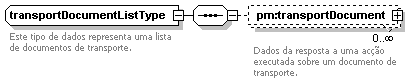 transportDocumentListType
pm:transportDocument
0..∞
Este tipo de dados representa uma lista
de documentos de transporte.
Dados da resposta a uma acção
executada sobre um documento de
transporte.